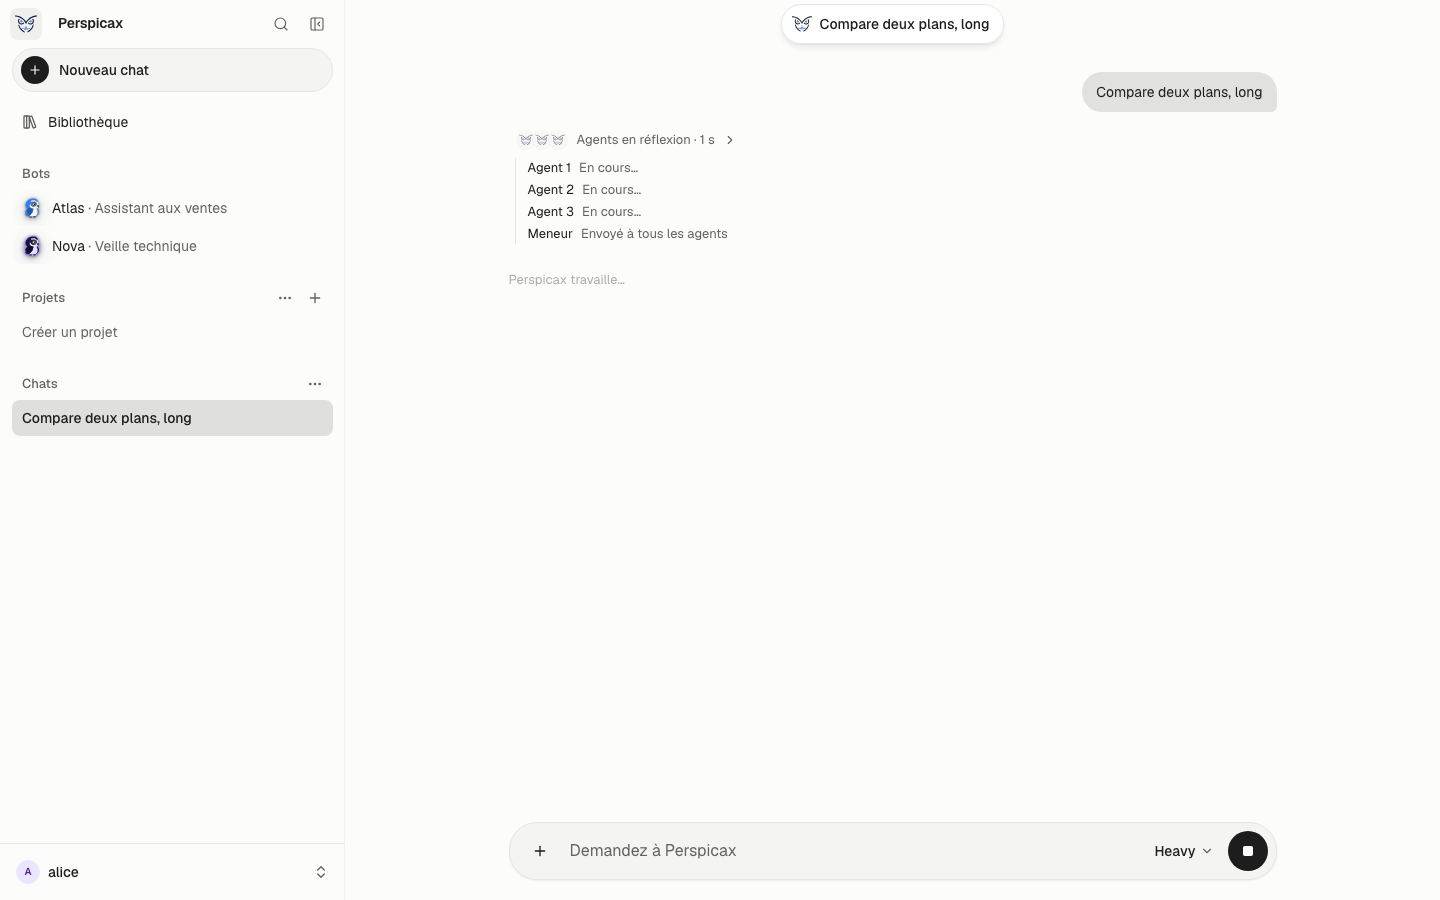 Perspicax
Nouveau chat
Bibliothèque
Bots
Atlas · Assistant aux ventes
Nova · Veille technique
Projets
Créer un projet
Chats
Compare deux plans, long
A
alice
Compare deux plans, long
Compare deux plans, long
Agents en réflexion · 1 s
Agent 1 En cours…
Agent 2 En cours…
Agent 3 En cours…
Meneur Envoyé à tous les agents
Perspicax travaille…
Demandez à Perspicax
Heavy